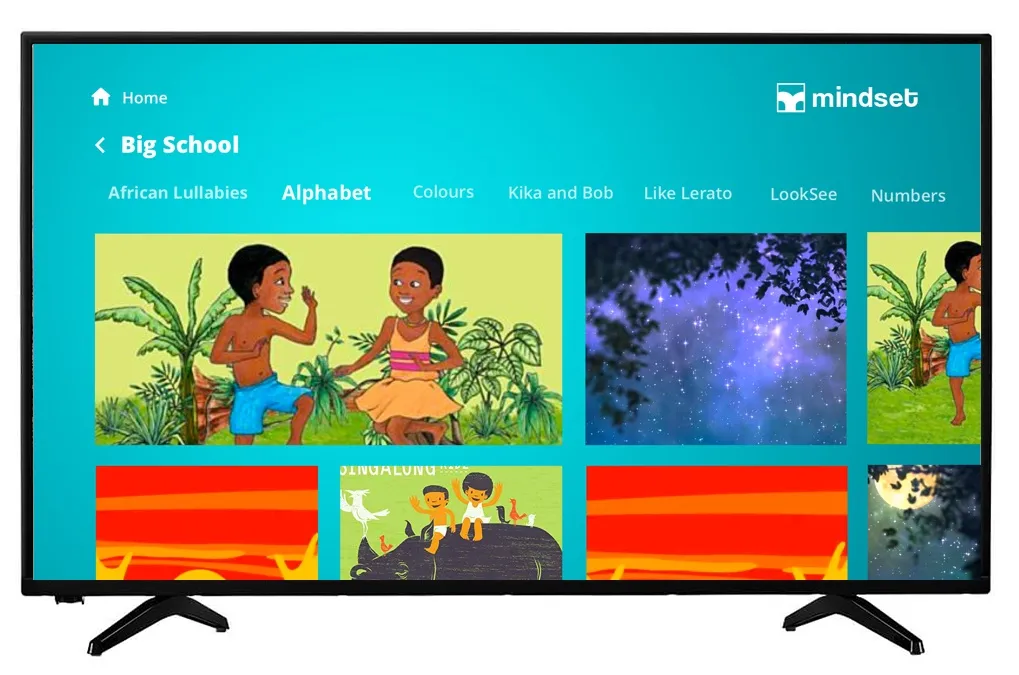 Home
mindset
Big School
African Lullabies Alphabet Colours Kika and Bob Like Lerato LookSee Numbers
SINGALONG